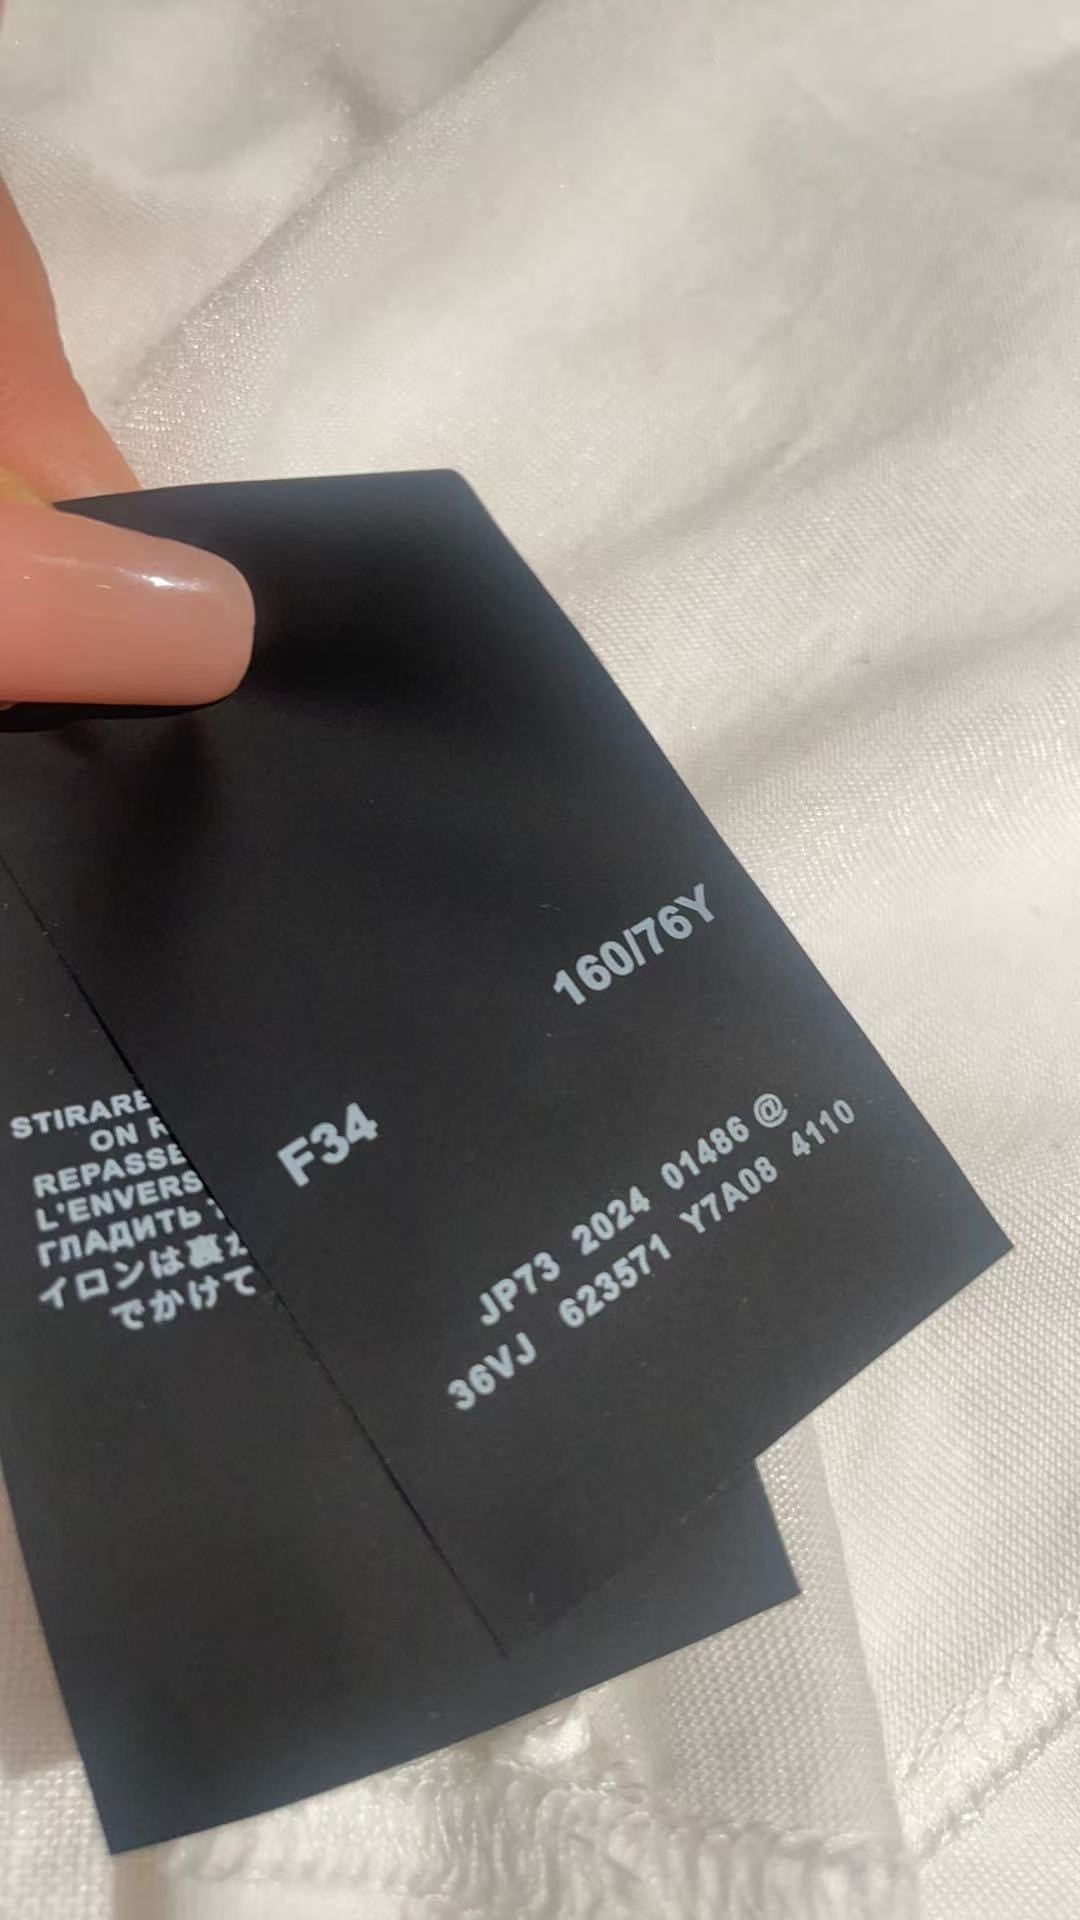 160/76Y
F34
JP73 2024 01486 @
36VJ 623571 Y7A08 4110
STIRARE
ON R
REPASSE
L'ENVERS
ГЛАДИТЬ
イロンは裏か
でかけて